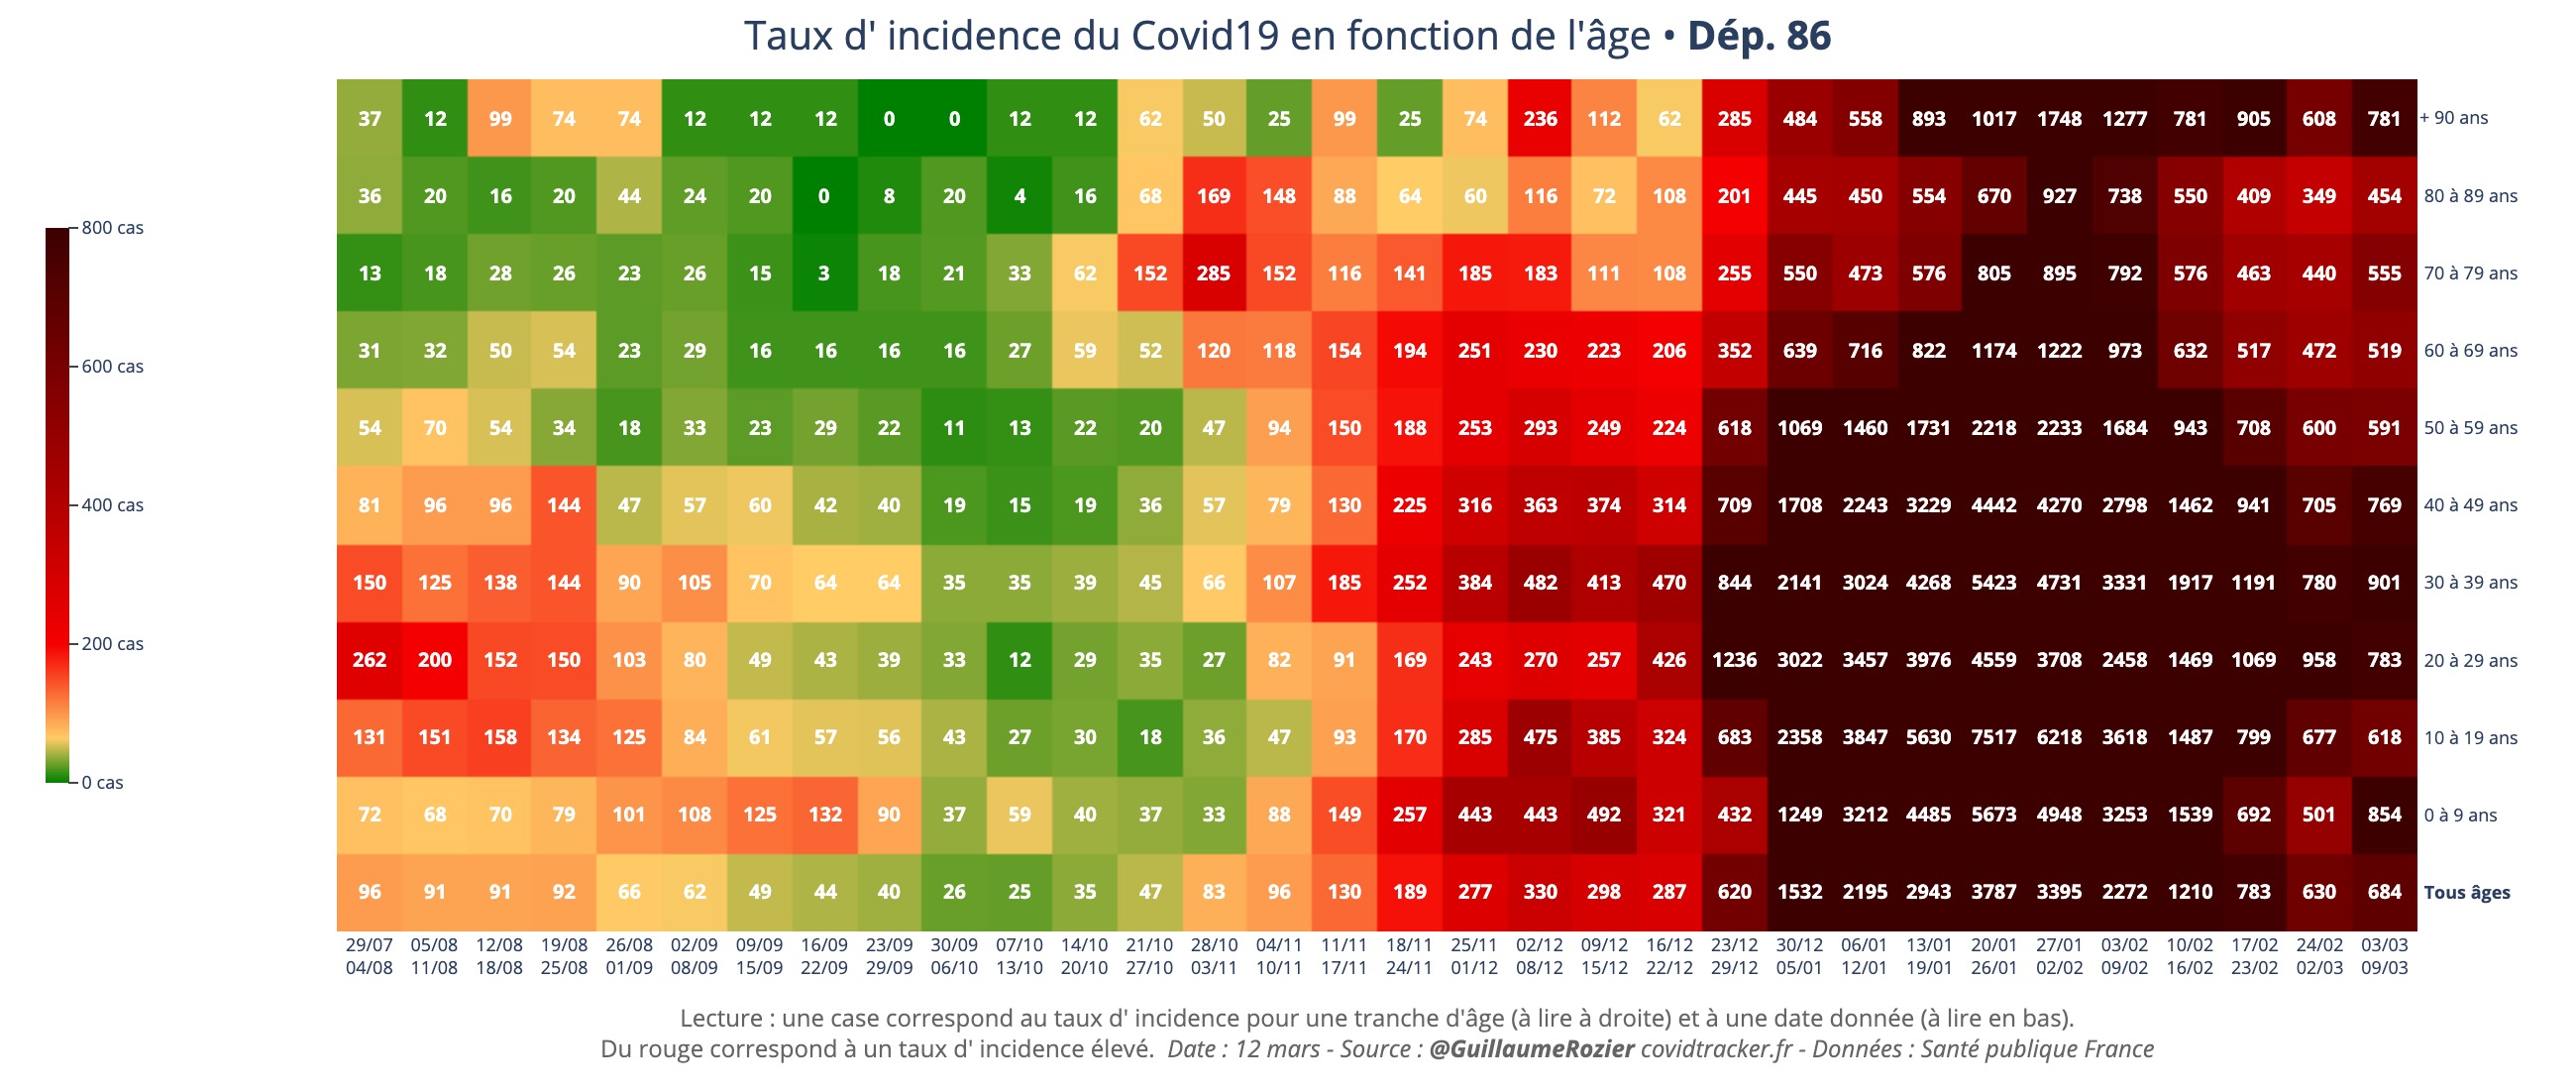 Taux d' incidence du Covid19 en fonction de l'âge • Dép. 86
800 cas
600 cas
400 cas
200 cas
0 cas
37 12 99 74 74 12 12 12 0 0 12 12 62 50 25 99 25 74 236 112 62 285 484 558 893 1017 1748 1277 781 905 608 781 + 90 ans
36 20 16 20 44 24 20 0 8 20 4 16 68 169 148 88 64 60 116 72 108 201 445 450 554 670 927 738 550 409 349 454 80 à 89 ans
13 18 28 26 23 26 15 3 18 21 33 62 152 285 152 116 141 185 183 111 108 255 550 473 576 805 895 792 576 463 440 555 70 à 79 ans
31 32 50 54 23 29 16 16 16 16 27 59 52 120 118 154 194 251 230 223 206 352 639 716 822 1174 1222 973 632 517 472 519 60 à 69 ans
54 70 54 34 18 33 23 29 22 11 13 22 20 47 94 150 188 253 293 249 224 618 1069 1460 1731 2218 2233 1684 943 708 600 591 50 à 59 ans
81 96 96 144 47 57 60 42 40 19 15 19 36 57 79 130 225 316 363 374 314 709 1708 2243 3229 4442 4270 2798 1462 941 705 769 40 à 49 ans
150 125 138 144 90 105 70 64 64 35 35 39 45 66 107 185 252 384 482 413 470 844 2141 3024 4268 5423 4731 3331 1917 1191 780 901 30 à 39 ans
262 200 152 150 103 80 49 43 39 33 12 29 35 27 82 91 169 243 270 257 426 1236 3022 3457 3976 4559 3708 2458 1469 1069 958 783 20 à 29 ans
131 151 158 134 125 84 61 57 56 43 27 30 18 36 47 93 170 285 475 385 324 683 2358 3847 5630 7517 6218 3618 1487 799 677 618 10 à 19 ans
72 68 70 79 101 108 125 132 90 37 59 40 37 33 88 149 257 443 443 492 321 432 1249 3212 4485 5673 4948 3253 1539 692 501 854 0 à 9 ans
96 91 91 92 66 62 49 44 40 26 25 35 47 83 96 130 189 277 330 298 287 620 1532 2195 2943 3787 3395 2272 1210 783 630 684 Tous âges
29/07 05/08 12/08 19/08 26/08 02/09 09/09 16/09 23/09 30/09 07/10 14/10 21/10 28/10 04/11 11/11 18/11 25/11 02/12 09/12 16/12 23/12 30/12 06/01 13/01 20/01 27/01 03/02 10/02 17/02 24/02 03/03
04/08 11/08 18/08 25/08 01/09 08/09 15/09 22/09 29/09 06/10 13/10 20/10 27/10 03/11 10/11 17/11 24/11 01/12 08/12 15/12 22/12 29/12 05/01 12/01 19/01 26/01 02/02 09/02 16/02 23/02 02/03 09/03
Lecture : une case correspond au taux d' incidence pour une tranche d'âge (à lire à droite) et à une date donnée (à lire en bas).
Du rouge correspond à un taux d' incidence élevé. Date : 12 mars - Source : @GuillaumeRozier covidtracker.fr - Données : Santé publique France